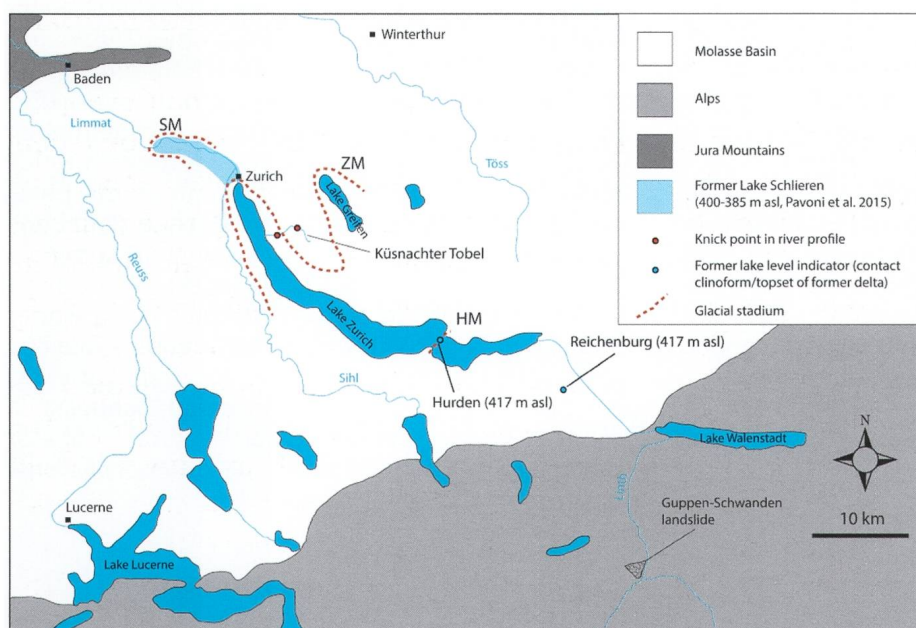 Winterthur
Baden
Limmat
SM
Zurich
ZM
Lake Greifen
Töss
Küsnachter Tobel
Reuss
Lake Zurich
HM
Reichenburg (417 m asl)
Sihl
Hurden (417 m asl)
Lake Walenstadt
Linth
Lucerne
Lake Lucerne
Guppen-Schwanden
landslide
Molasse Basin
Alps
Jura Mountains
Former Lake Schlieren
(400-385 m asl, Pavoni et al. 2015)
Knick point in river profile
Former lake level indicator (contact
clinoform/topset of former delta)
Glacial stadium
N
10 km